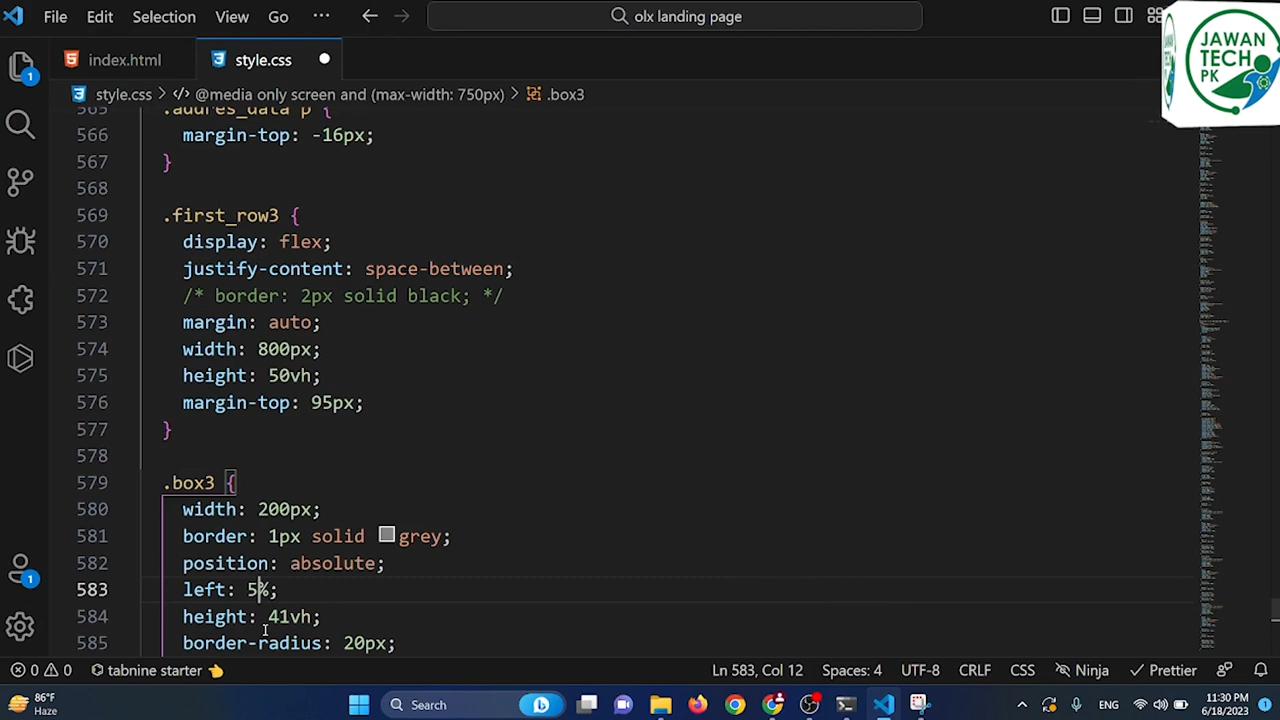 File Edit Selection View Go ··· olx landing page
JAWAN
TECH
PK
index.html style.css
style.css > @media only screen and (max-width: 750px) > .box3
565 .addres_data p {
566 margin-top: -16px;
567 }
568
569 .first_row3 {
570 display: flex;
571 justify-content: space-between;
572 /* border: 2px solid black; */
573 margin: auto;
574 width: 800px;
575 height: 50vh;
576 margin-top: 95px;
577 }
578
579 .box3 {
580 width: 200px;
581 border: 1px solid grey;
582 position: absolute;
583 left: 5%;
584 height: 41vh;
585 border-radius: 20px;
0 0 tabnine starter Ln 583, Col 12 Spaces: 4 UTF-8 CRLF CSS Ninja Prettier
86°F
Haze
Search
ENG
11:30 PM
6/18/2023